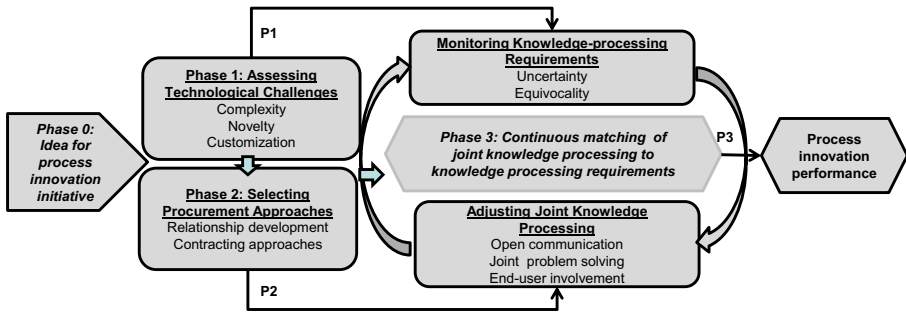 P1
Phase 0:
Idea for
process
innovation
initiative
Phase 1: Assessing
Technological Challenges
Complexity
Novelty
Customization
Phase 2: Selecting
Procurement Approaches
Relationship development
Contracting approaches
P2
Monitoring Knowledge-processing
Requirements
Uncertainty
Equivocality
Phase 3: Continuous matching of
joint knowledge processing to
knowledge processing requirements
P3
Adjusting Joint Knowledge
Processing
Open communication
Joint problem solving
End-user involvement
Process
innovation
performance